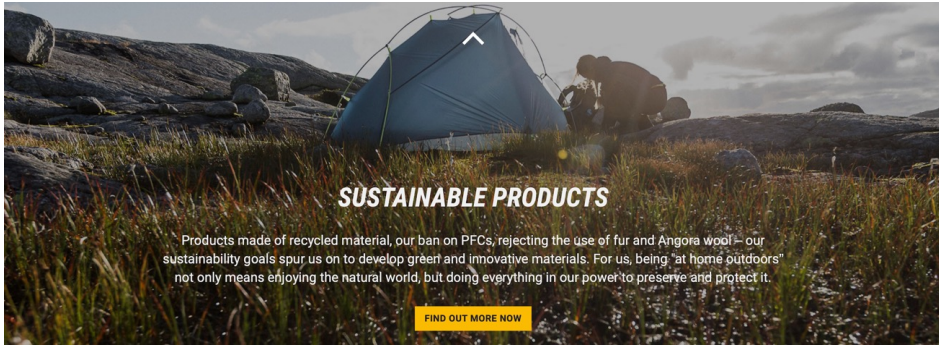 SUSTAINABLE PRODUCTS
Products made of recycled material, our ban on PFCs, rejecting the use of fur and Angora wool – our
sustainability goals spur us on to develop green and innovative materials. For us, being "at home outdoors"
not only means enjoying the natural world, but doing everything in our power to preserve and protect it.
FIND OUT MORE NOW